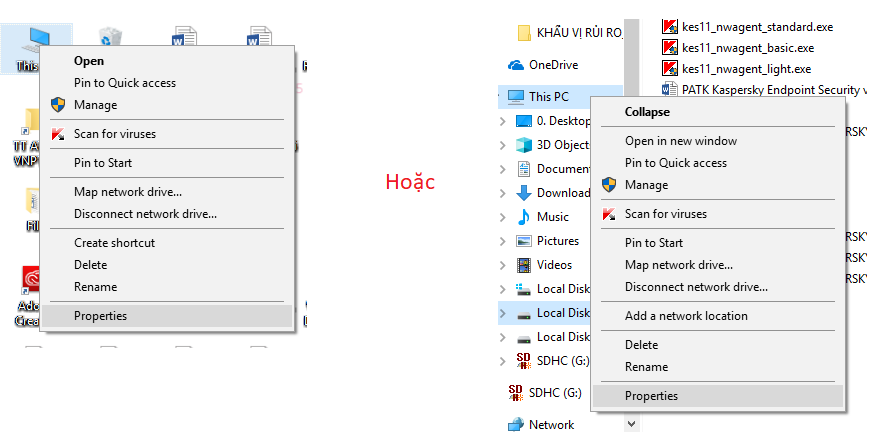 This
Open
Pin to Quick access
Manage
Scan for viruses
Pin to Start
Map network drive...
Disconnect network drive...
Create shortcut
Delete
Rename
Properties
TT A
VNP
Fil
Ado
Crea
Hoặc
KHẨU VỊ RỦI RO_
OneDrive
This PC
0. Desktop
3D Object
Document
Download
Music
Pictures
Videos
Local Disk
Local Disk
Local Disk
SDHC (G:)
SDHC (G:)
Network
kes11_nwagent_standard.exe
kes11_nwagent_basic.exe
kes11_nwagent_light.exe
PATK Kaspersky Endpoint Security v
Collapse
Open in new window
Pin to Quick access
Manage
Scan for viruses
Pin to Start
Map network drive...
Disconnect network drive...
Add a network location
Delete
Rename
Properties
RSKY
RSKY
RSKY
RSKY